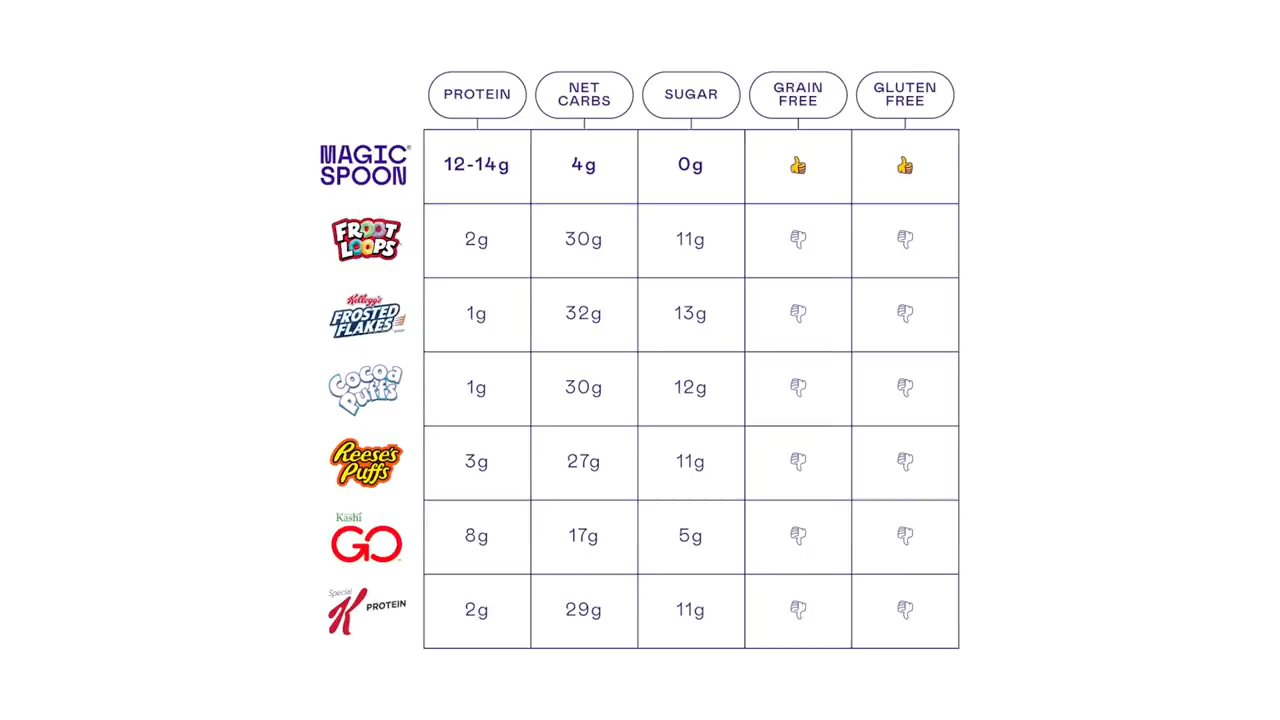 PROTEIN
NET CARBS
SUGAR
GRAIN FREE
GLUTEN FREE
MAGIC SPOON® 12-14g 4g 0g
FROOT LOOPS 2g 30g 11g
Kellogg's FROSTED FLAKES 1g 32g 13g
COCOA PUFFS 1g 30g 12g
REESE'S PUFFS 3g 27g 11g
Kashi GO 8g 17g 5g
Special K PROTEIN 2g 29g 11g